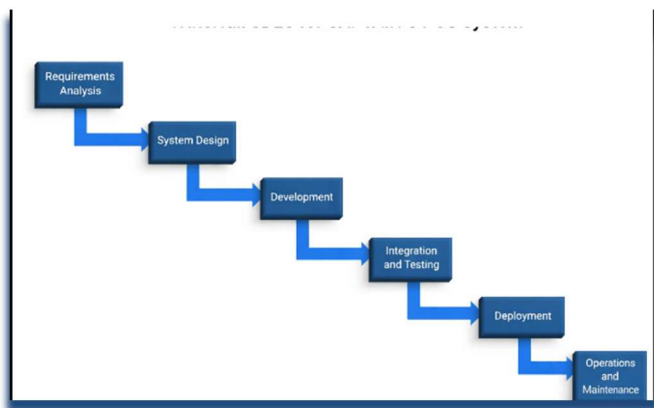 Requirements
Analysis
System Design
Development
Integration
and Testing
Deployment
Operations
and
Maintenance